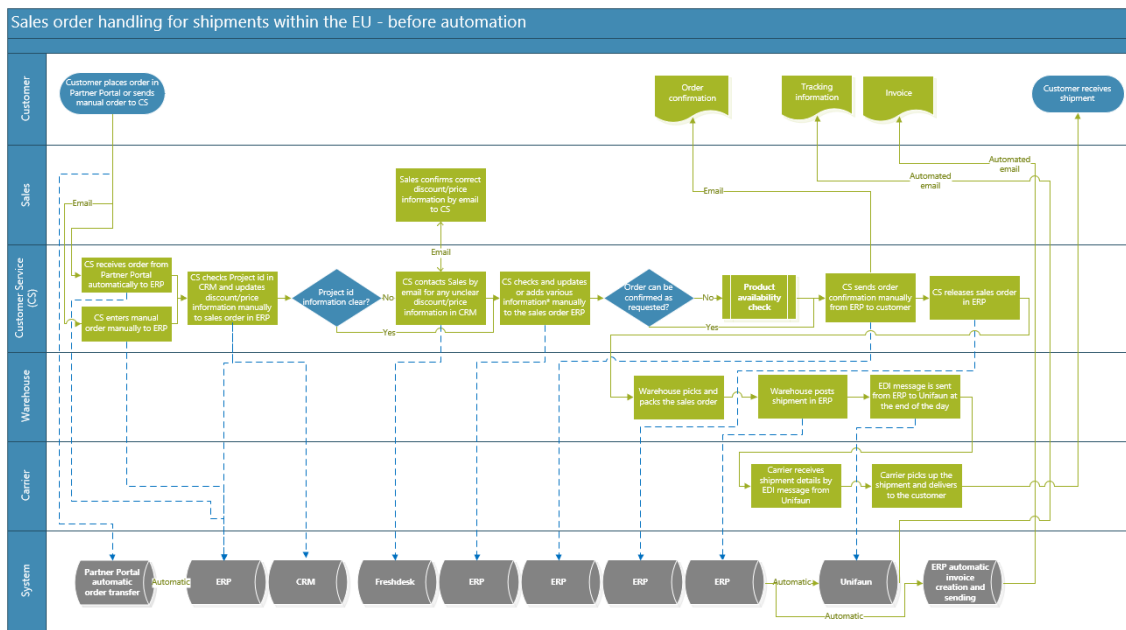 Sales order handling for shipments within the EU - before automation
Customer
Customer places order in
Partner Portal or sends
manual order to CS
Order
confirmation
Tracking
information
Invoice
Customer receives
shipment
Sales
Email
Sales confirms correct
discount/price
information by email
to CS
Email
Email
Automated
email
Automated
email
Customer Service
(CS)
CS receives order from
Partner Portal
automatically to ERP
CS enters manual
order manually to ERP
CS checks Project id in
CRM and updates
discount/price
information manually
to sales order in ERP
Project id
information clear?
No
Yes
CS contacts Sales by
email for any unclear
discount/price
information in CRM
CS checks and updates
or adds various
information* manually
to the sales order ERP
Order can be
confirmed as
requested?
No
Yes
Product
availability
check
CS sends order
confirmation manually
from ERP to customer
CS releases sales order
in ERP
Warehouse
Warehouse picks and
packs the sales order
Warehouse posts
shipment in ERP
EDI message is sent
from ERP to Unifaun at
the end of the day
Carrier
Carrier receives
shipment details by
EDI message from
Unifaun
Carrier picks up the
shipment and delivers
to the customer
System
Partner Portal
automatic
order transfer
Automatic
ERP
CRM
Freshdesk
ERP
ERP
ERP
ERP
Automatic
Unifaun
Automatic
ERP automatic
invoice
creation and
sending